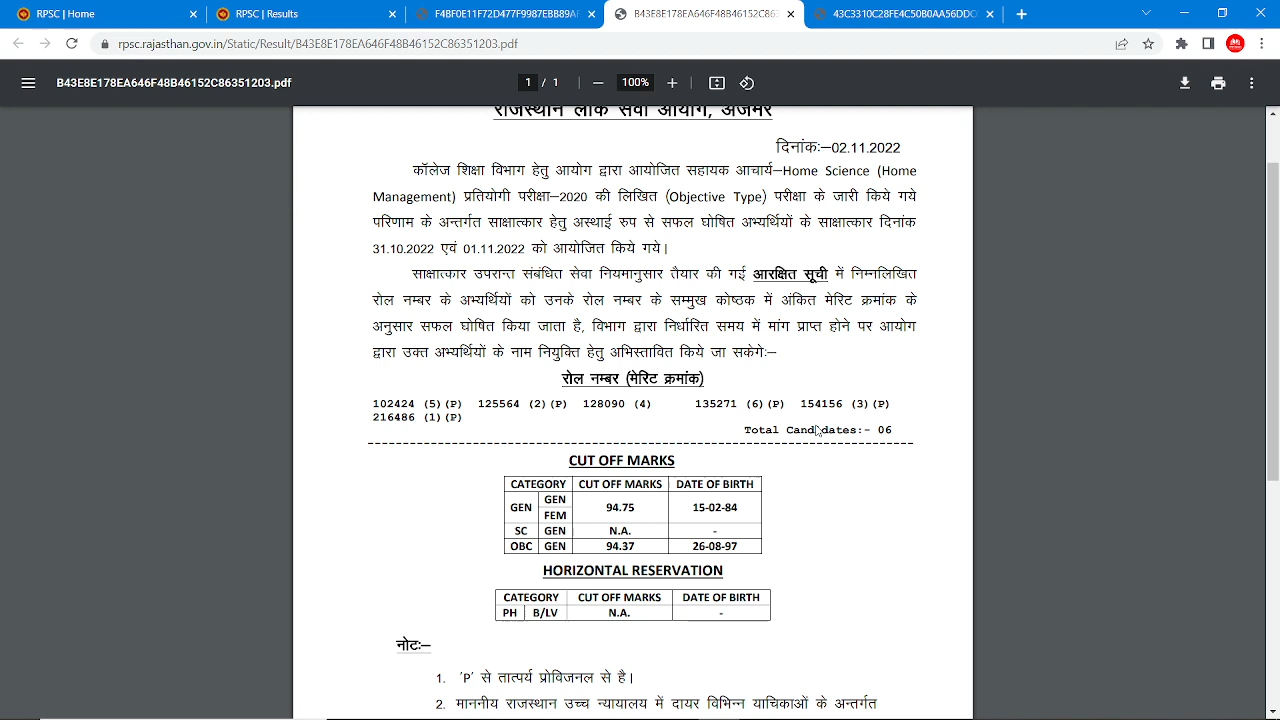 RPSC | Home
RPSC | Results
F4BF0E11F72D477F9987EBB89AF
B43E8E178EA646F48B46152C863
43C3310C28FE4C50B0AA56DDC
rpsc.rajasthan.gov.in/Static/Result/B43E8E178EA646F48B46152C86351203.pdf
B43E8E178EA646F48B46152C86351203.pdf
1 / 1
100%
राजस्थान लोक सेवा आयोग, अजमेर
दिनांकः–02.11.2022
कॉलेज शिक्षा विभाग हेतु आयोग द्वारा आयोजित सहायक आचार्य–Home Science (Home
Management) प्रतियोगी परीक्षा–2020 की लिखित (Objective Type) परीक्षा के जारी किये गये
परिणाम के अन्तर्गत साक्षात्कार हेतु अस्थाई रुप से सफल घोषित अभ्यर्थियों के साक्षात्कार दिनांक
31.10.2022 एवं 01.11.2022 को आयोजित किये गये।
साक्षात्कार उपरान्त संबंधित सेवा नियमानुसार तैयार की गई आरक्षित सूची में निम्नलिखित
रोल नम्बर के अभ्यर्थियों को उनके रोल नम्बर के सम्मुख कोष्ठक में अंकित मेरिट क्रमांक के
अनुसार सफल घोषित किया जाता है, विभाग द्वारा निर्धारित समय में मांग प्राप्त होने पर आयोग
द्वारा उक्त अभ्यर्थियों के नाम नियुक्ति हेतु अभिस्तावित किये जा सकेगेः–
रोल नम्बर (मेरिट क्रमांक)
102424 (5)(P) 125564 (2)(P) 128090 (4) 135271 (6)(P) 154156 (3)(P)
216486 (1)(P)
Total Candidates:- 06
CUT OFF MARKS
CATEGORY CUT OFF MARKS DATE OF BIRTH
GEN GEN 94.75 15-02-84
FEM
SC GEN N.A. -
OBC GEN 94.37 26-08-97
HORIZONTAL RESERVATION
CATEGORY CUT OFF MARKS DATE OF BIRTH
PH B/LV N.A. -
नोटः–
1. 'P' से तात्पर्य प्रोविजनल से है।
2. माननीय राजस्थान उच्च न्यायालय में दायर विभिन्न याचिकाओं के अन्तर्गत